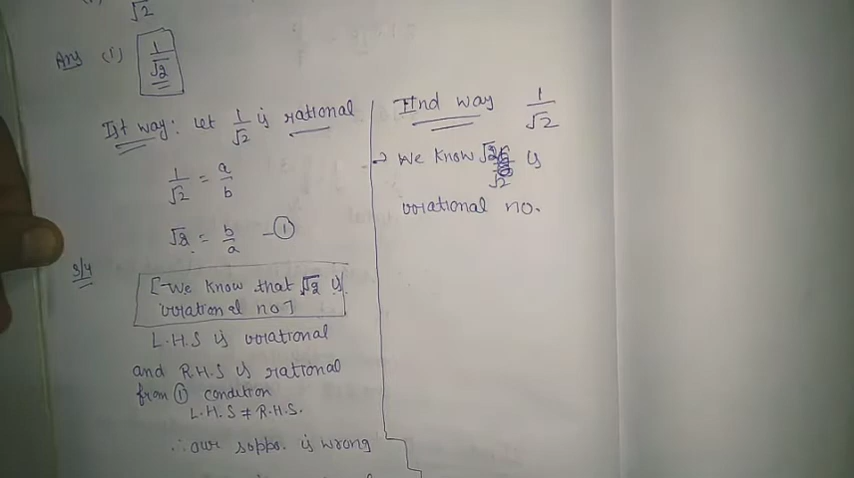 √2
Ans (i) 1/√2
Ist way: Let 1/√2 is rational
1/√2 = a/b
√2 = b/a - ①
3/4
[We know that √2 is
irrational no]
L.H.S is irrational
and R.H.S is rational
from ① condition
L.H.S ≠ R.H.S.
∴ our suppo. is wrong
IInd way 1/√2
→ We know √2 is
irrational no.